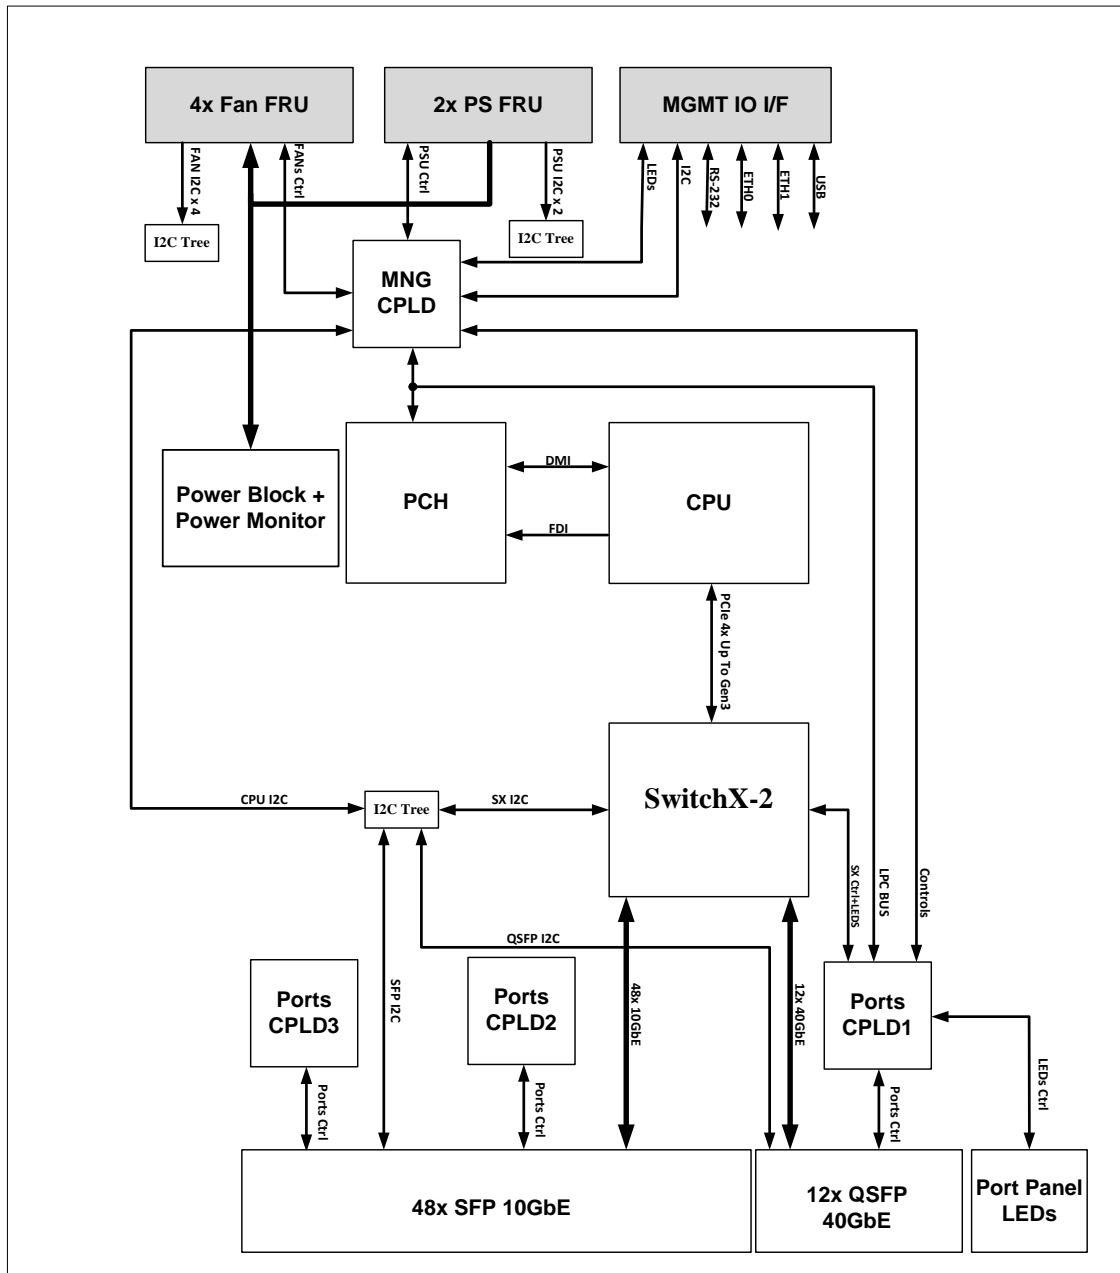 4x Fan FRU
2x PS FRU
MGMT IO I/F
FAN I2C x 4
FANs Ctrl
PSU Ctrl
PSU I2C x 2
LEDs
I2C
RS-232
ETH0
ETH1
USB
I2C Tree
I2C Tree
MNG
CPLD
Power Block +
Power Monitor
PCH
DMI
FDI
CPU
PCIe 4x Up To Gen3
CPU I2C
I2C Tree
SX I2C
SwitchX-2
SX Ctrl+LEDS
LPC BUS
Controls
QSFP I2C
SFP I2C
48x 10GbE
12x 40GbE
Ports
CPLD3
Ports
CPLD2
Ports
CPLD1
Ports Ctrl
Ports Ctrl
Ports Ctrl
LEDs Ctrl
48x SFP 10GbE
12x QSFP
40GbE
Port Panel
LEDs